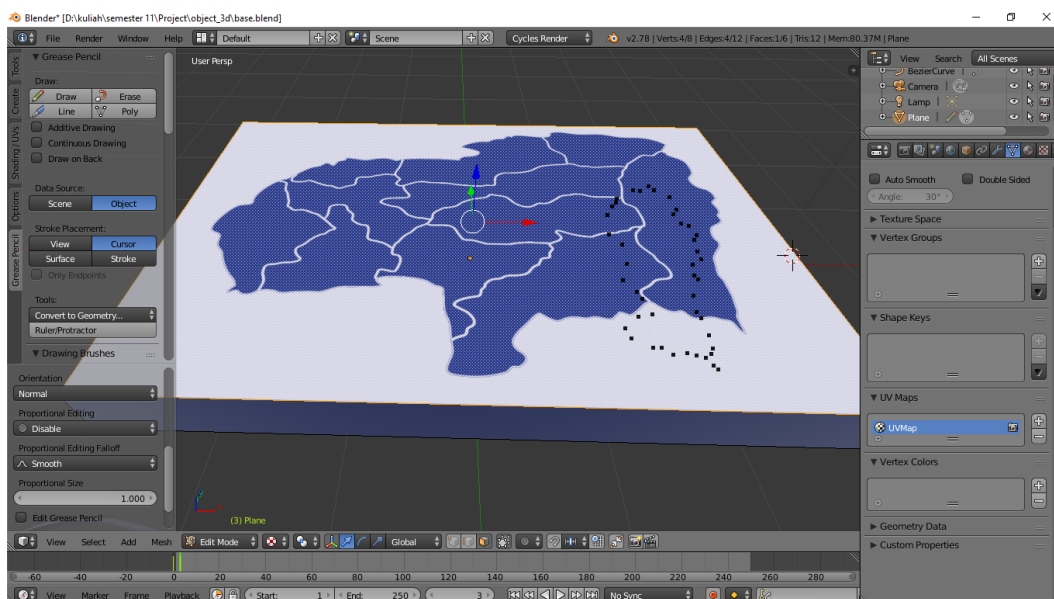 Blender* [D:\kuliah\semester 11\Project\object_3d\base.blend]
File Render Window Help Default Scene Cycles Render v2.78 | Verts:4/8 | Edges:4/12 | Faces:1/6 | Tris:12 | Mem:80.37M | Plane
Tools
Create
Shading / UVs
Options
Grease Pencil
▼ Grease Pencil
Draw:
Draw Erase
Line Poly
Additive Drawing
Continuous Drawing
Draw on Back
Data Source:
Scene Object
Stroke Placement:
View Cursor
Surface Stroke
Only Endpoints
Tools:
Convert to Geometry...
Ruler/Protractor
▼ Drawing Brushes
Orientation
Normal
Proportional Editing
Disable
Proportional Editing Falloff
Smooth
Proportional Size
1.000
Edit Grease Pencil
User Persp
(3) Plane
View Search All Scenes
BezierCurve
Camera
Lamp
Plane
Auto Smooth Double Sided
Angle: 30°
▶ Texture Space
▼ Vertex Groups
▼ Shape Keys
▼ UV Maps
UVMap
▼ Vertex Colors
▶ Geometry Data
▶ Custom Properties
View Select Add Mesh Edit Mode Global
-60 -40 -20 0 20 40 60 80 100 120 140 160 180 200 220 240 260 280
View Marker Frame Playback Start: 1 End: 250 3 No Sync